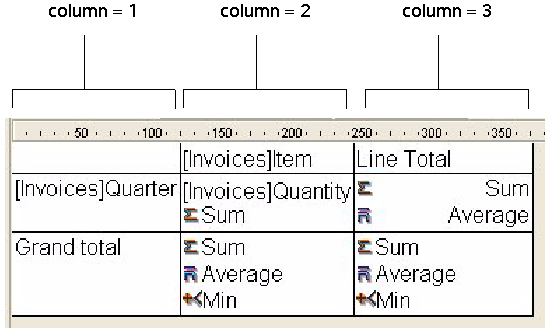 column = 1 column = 2 column = 3
50 100 150 200 250 300 350
[Invoices]Item Line Total
[Invoices]Quarter [Invoices]Quantity Sum
Sum Average
Grand total Sum Sum
Average Average
Min Min